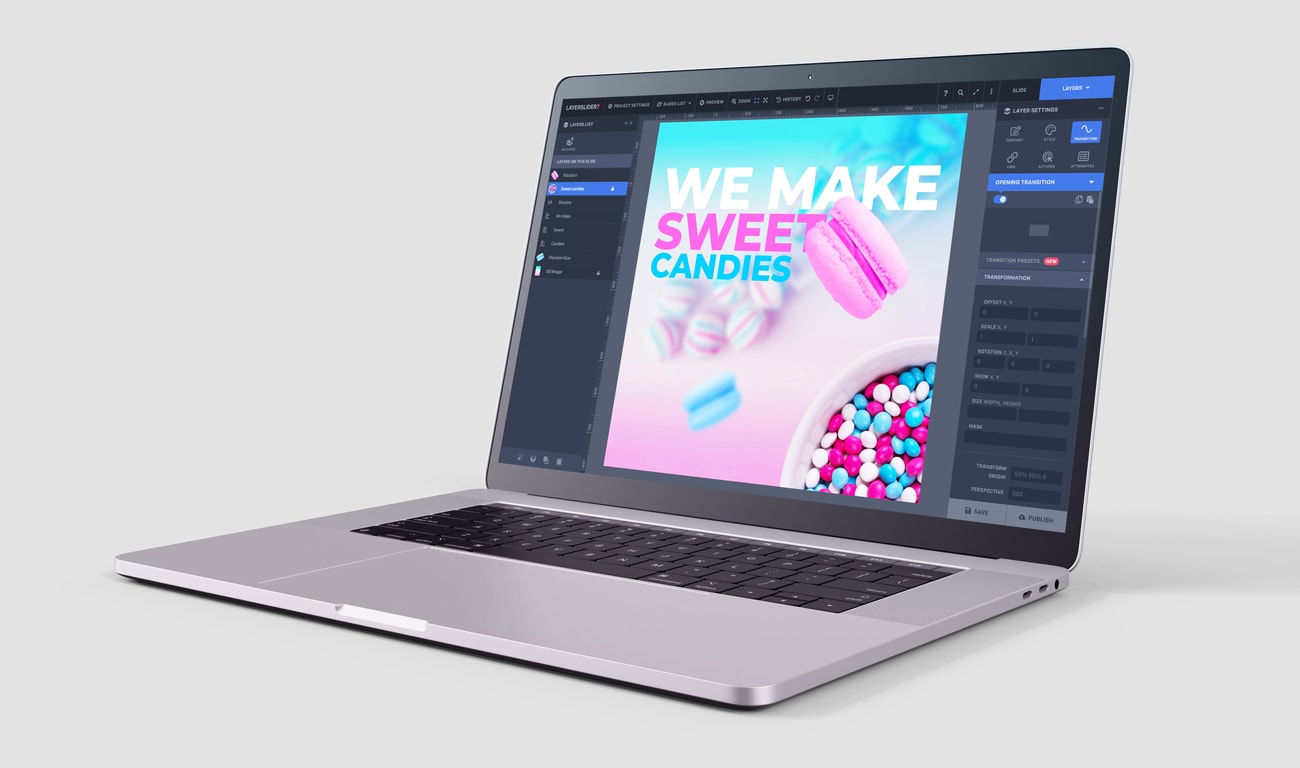 LAYERSLIDER7 PROJECT SETTINGS SLIDES LIST PREVIEW ZOOM HISTORY ? SLIDE LAYERS
LAYERS LIST
LAYERS ON THIS SLIDE
Macaron
Sweet candies
Shadow
We Make
Sweet
Candies
Macaron blue
BG Image
WE MAKE
SWEET
CANDIES
LAYER SETTINGS
CONTENT STYLE TRANSITION
LINK ACTIONS ATTRIBUTES
OPENING TRANSITION
TRANSITION PRESETS NEW
TRANSFORMATION
OFFSET X, Y
0 0
SCALE X, Y
1 1
ROTATION Z, X, Y
0 0 0
SKEW X, Y
0 0
SIZE WIDTH, HEIGHT
MASK
TRANSFORM ORIGIN 50% 50% 0
PERSPECTIVE 500
SAVE PUBLISH